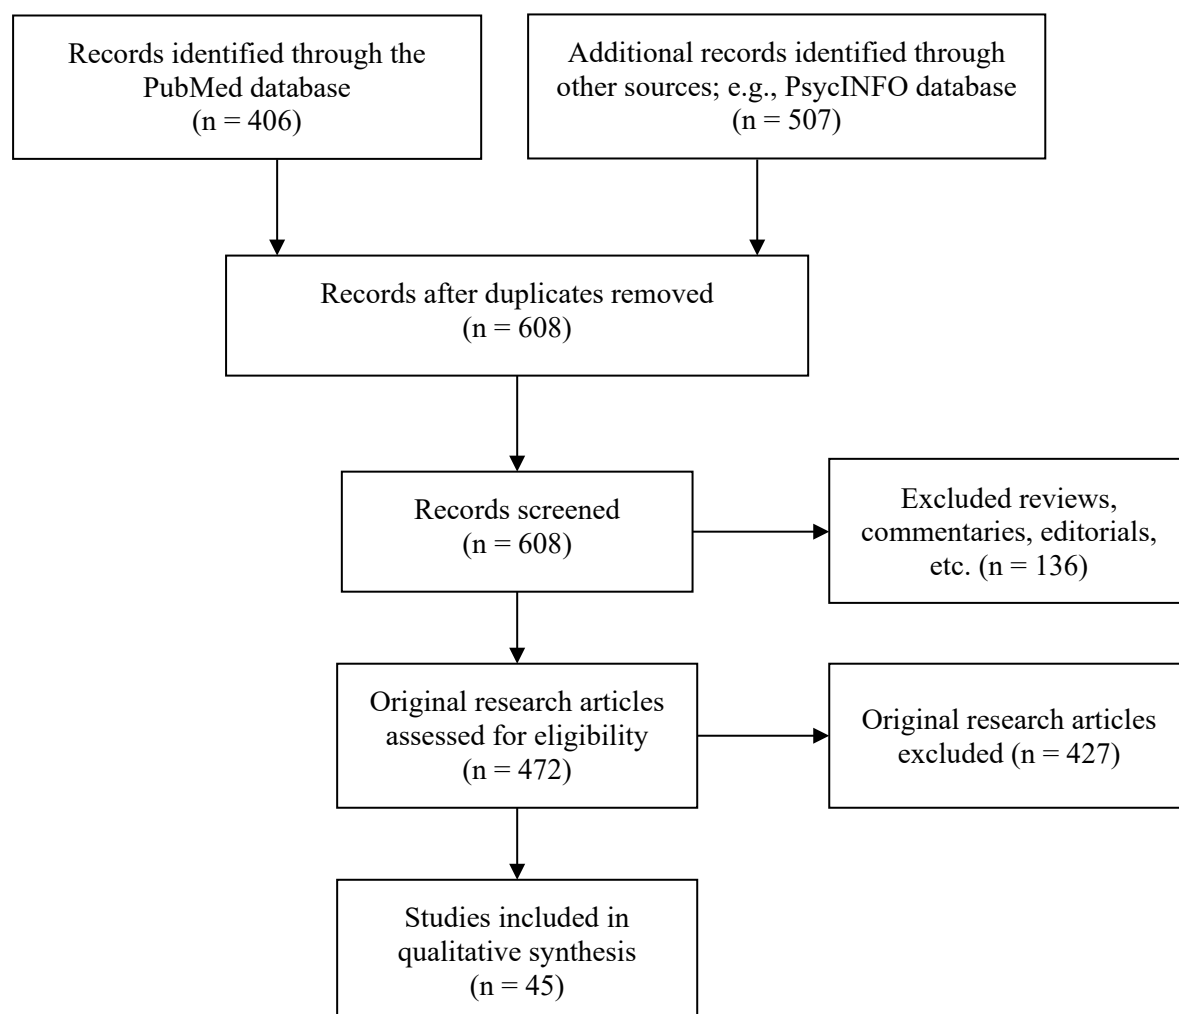 Records identified through the
PubMed database
(n = 406)
Additional records identified through
other sources; e.g., PsycINFO database
(n = 507)
Records after duplicates removed
(n = 608)
Records screened
(n = 608)
Excluded reviews,
commentaries, editorials,
etc. (n = 136)
Original research articles
assessed for eligibility
(n = 472)
Original research articles
excluded (n = 427)
Studies included in
qualitative synthesis
(n = 45)